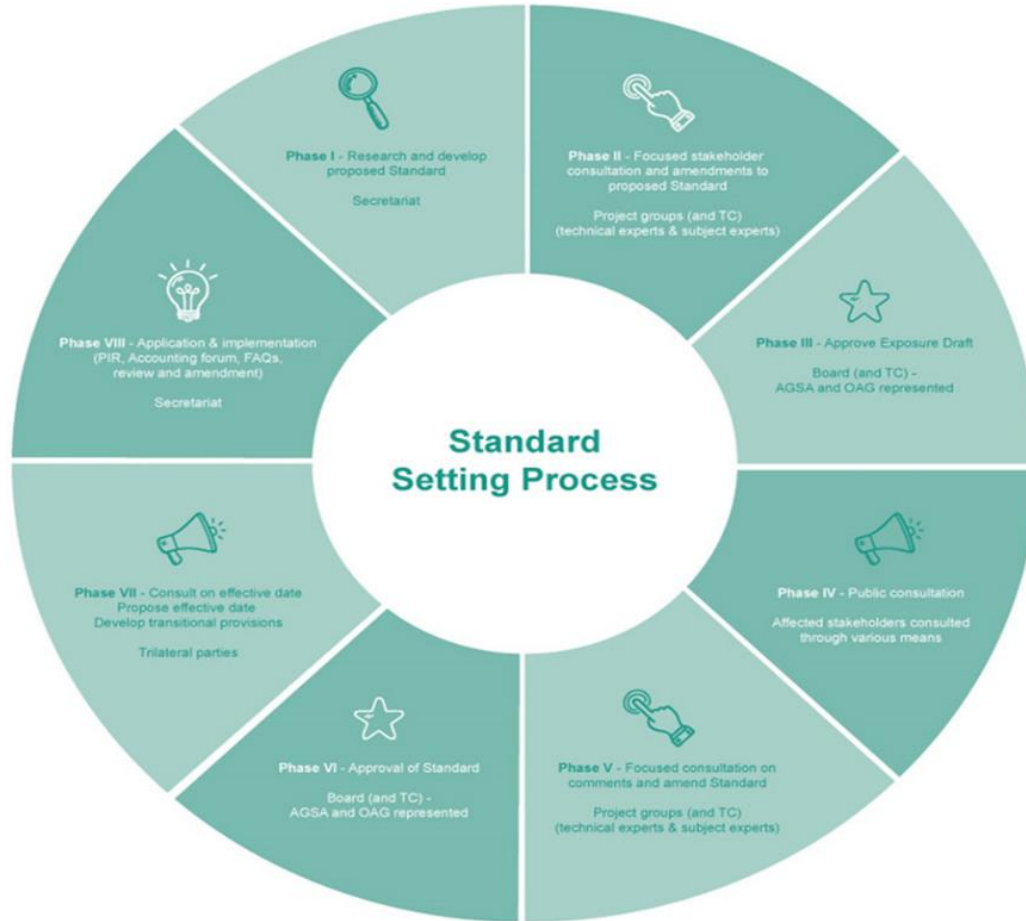 Phase I - Research and develop
proposed Standard
Secretariat
Phase II - Focused stakeholder
consultation and amendments to
proposed Standard
Project groups (and TC)
(technical experts & subject experts)
Phase III - Approve Exposure Draft
Board (and TC) -
AGSA and OAG represented
Phase IV - Public consultation
Affected stakeholders consulted
through various means
Phase V - Focused consultation on
comments and amend Standard
Project groups (and TC)
(technical experts & subject experts)
Phase VI - Approval of Standard
Board (and TC) -
AGSA and OAG represented
Phase VII - Consult on effective date
Propose effective date
Develop transitional provisions
Trilateral parties
Phase VIII - Application & implementation
(PIR, Accounting forum, FAQs,
review and amendment)
Secretariat
Standard
Setting Process